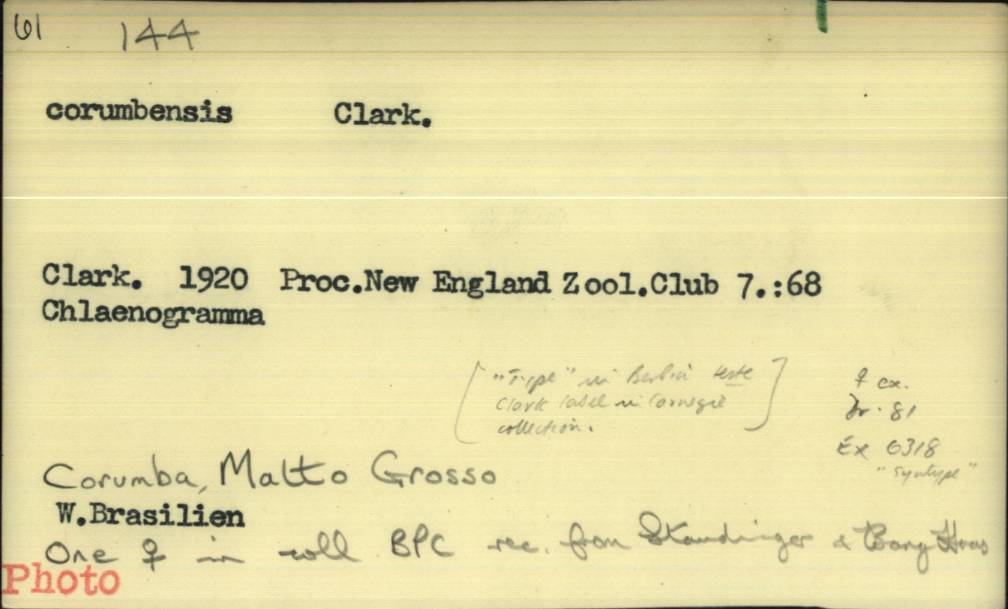 61 144
corumbensis Clark.
Clark. 1920 Proc.New England Zool.Club 7.:68
Chlaenogramma
["Type" in Berlin teste
Clark label in Carnegie
collection.]
♀ ex.
81
Ex 0318
"Syntype"
Corumba, Matto Grosso
W.Brasilien
One ♀ in coll BPC rec. from Staudinger & Bang Haas
Photo